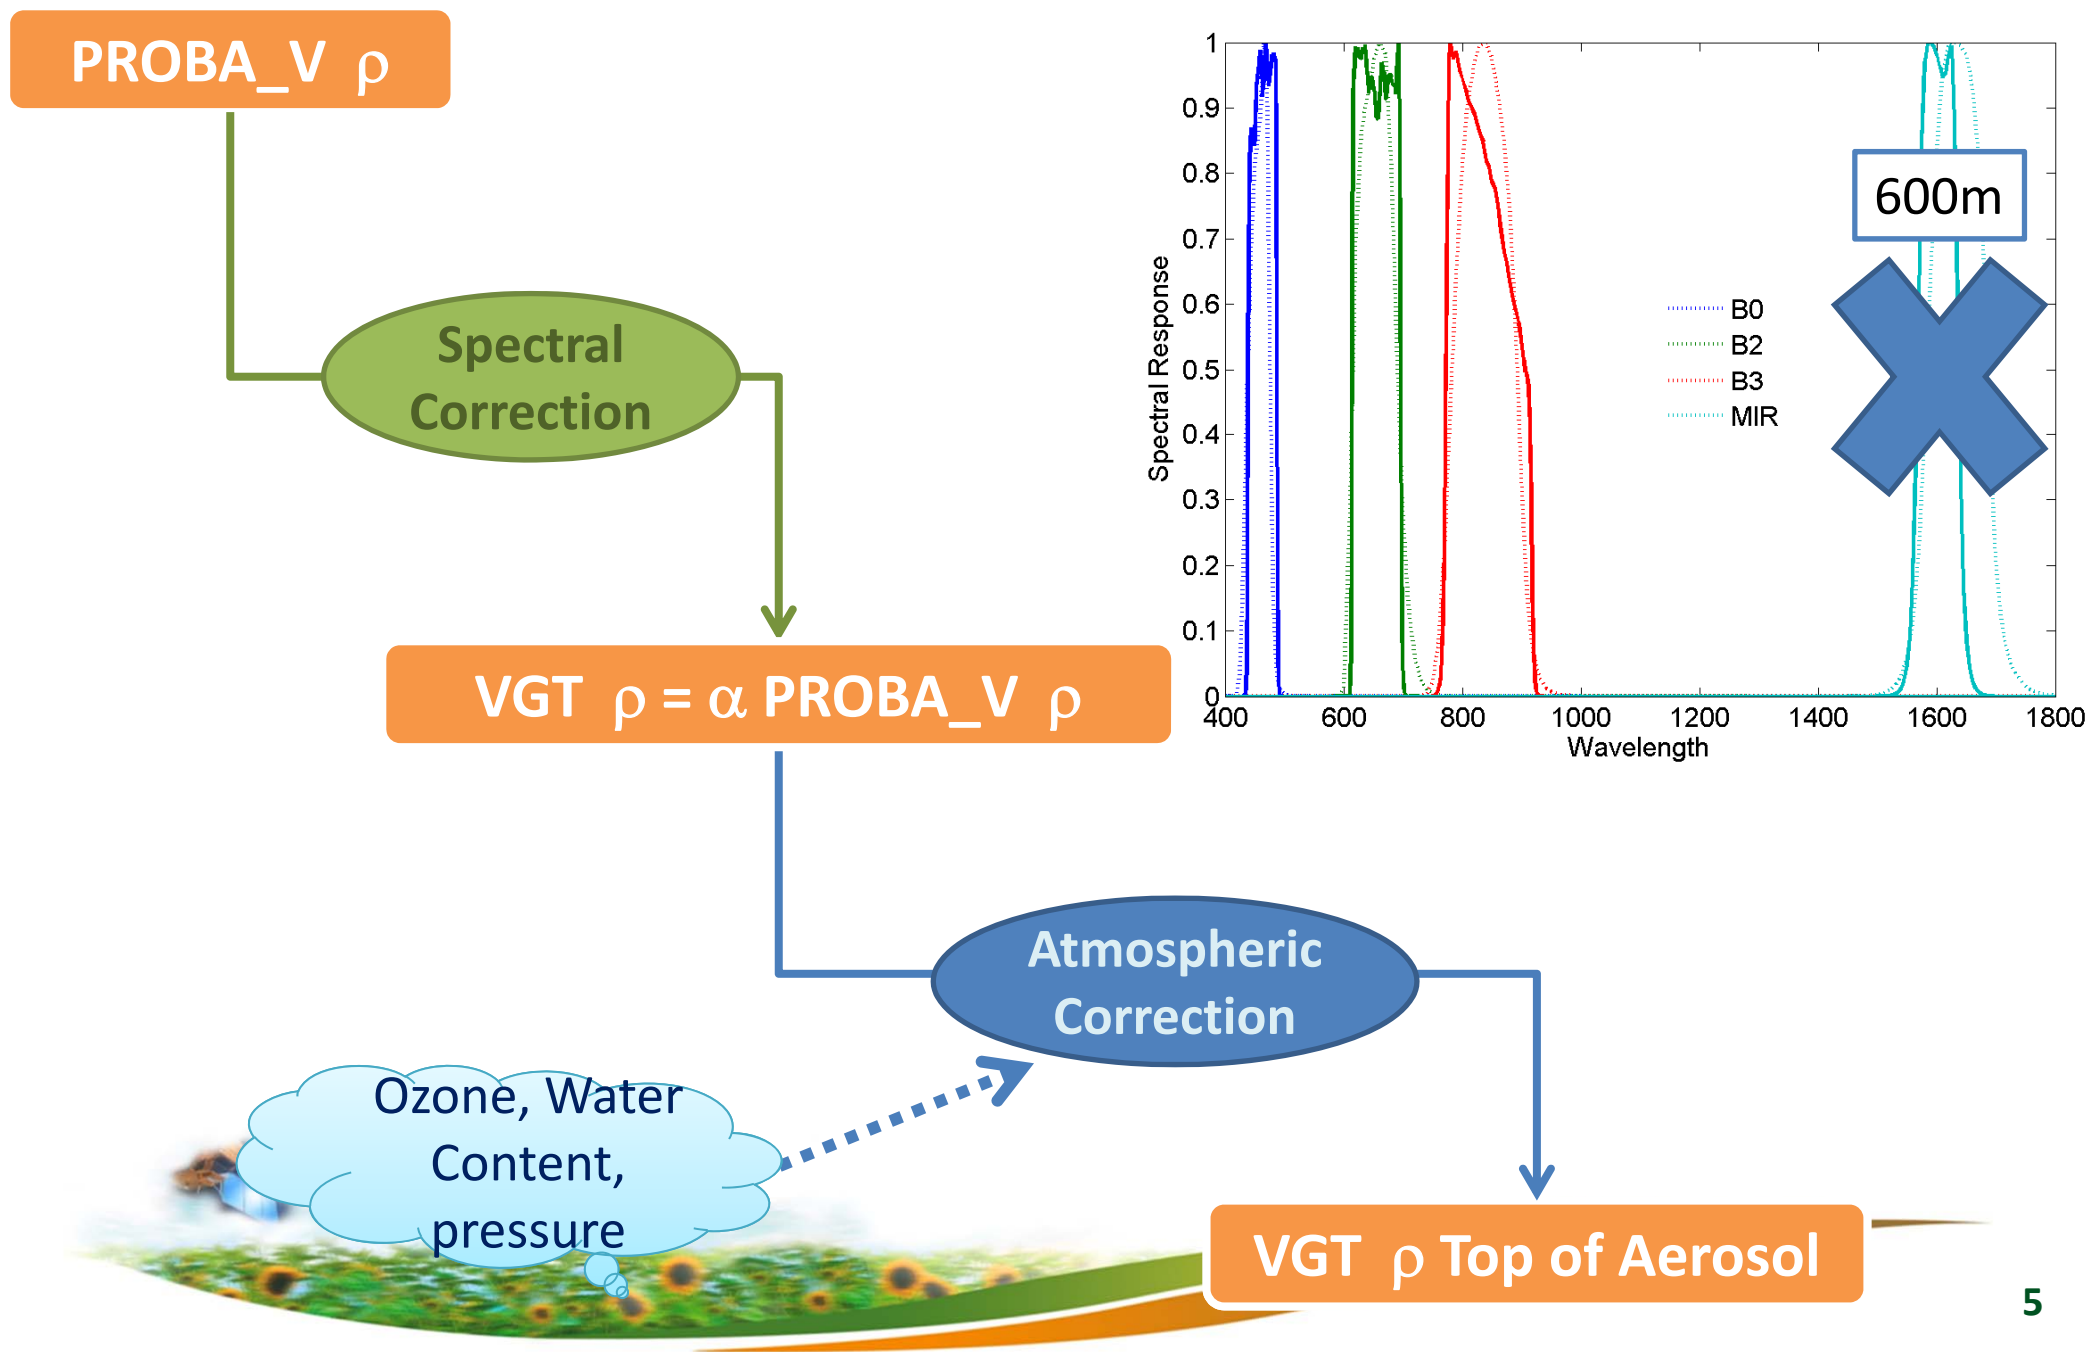 PROBA_V ρ
Spectral
Correction
VGT ρ = α PROBA_V ρ
Atmospheric
Correction
Ozone, Water
Content,
pressure
VGT ρ Top of Aerosol
1
0.9
0.8
0.7
0.6
0.5
0.4
0.3
0.2
0.1
0
Spectral Response
400 600 800 1000 1200 1400 1600 1800
Wavelength
B0
B2
B3
MIR
600m
5